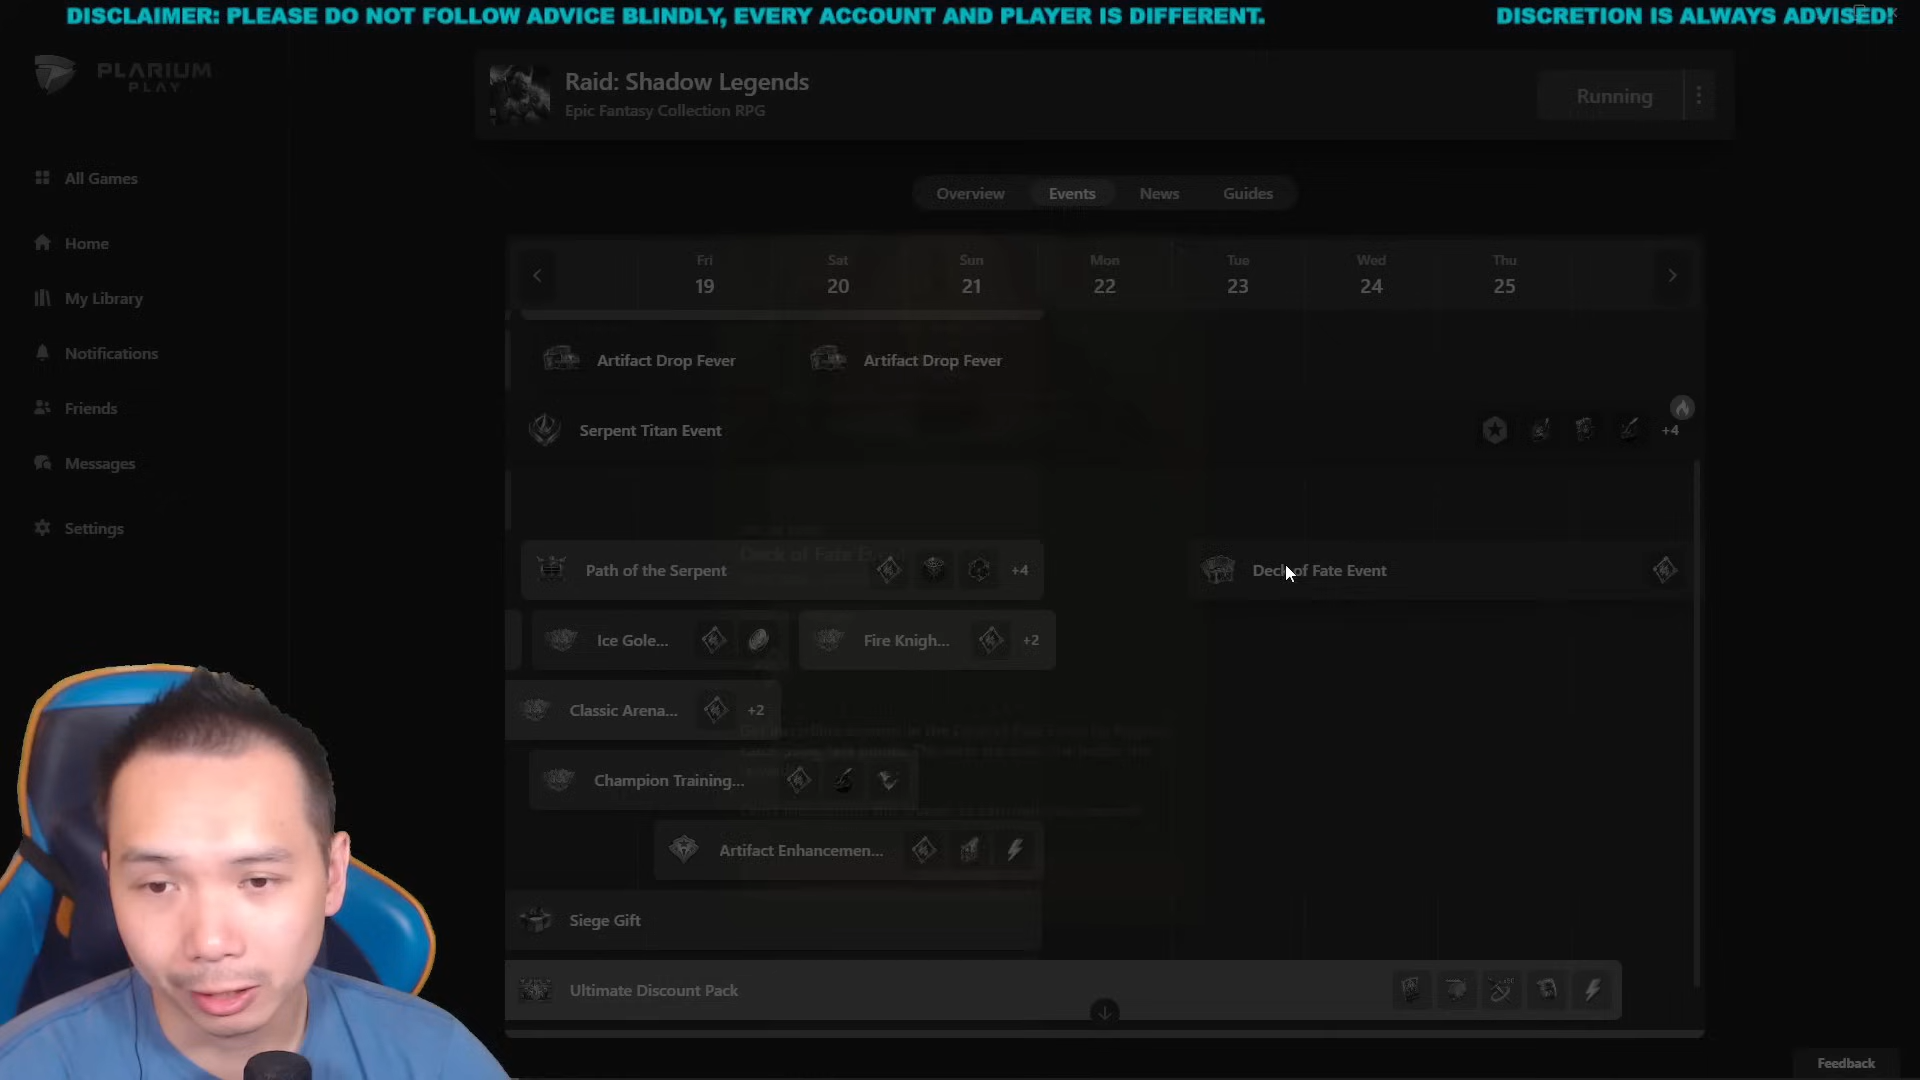 DISCLAIMER: PLEASE DO NOT FOLLOW ADVICE BLINDLY, EVERY ACCOUNT AND PLAYER IS DIFFERENT. DISCRETION IS ALWAYS ADVISED!
PLARIUM
PLAY
Raid: Shadow Legends
Epic Fantasy Collection RPG
Running
All Games
Home
My Library
Notifications
Friends
Messages
Settings
Overview Events News Guides
Fri Sat Sun Mon Tue Wed Thu
19 20 21 22 23 24 25
Artifact Drop Fever Artifact Drop Fever
Serpent Titan Event +4
Deck of Fate E
Path of the Serpent +4 Deck of Fate Event
Ice Gole... Fire Knigh... +2
Classic Arena... +2
Champion Training...
Artifact Enhancemen...
Siege Gift
Ultimate Discount Pack
Feedback